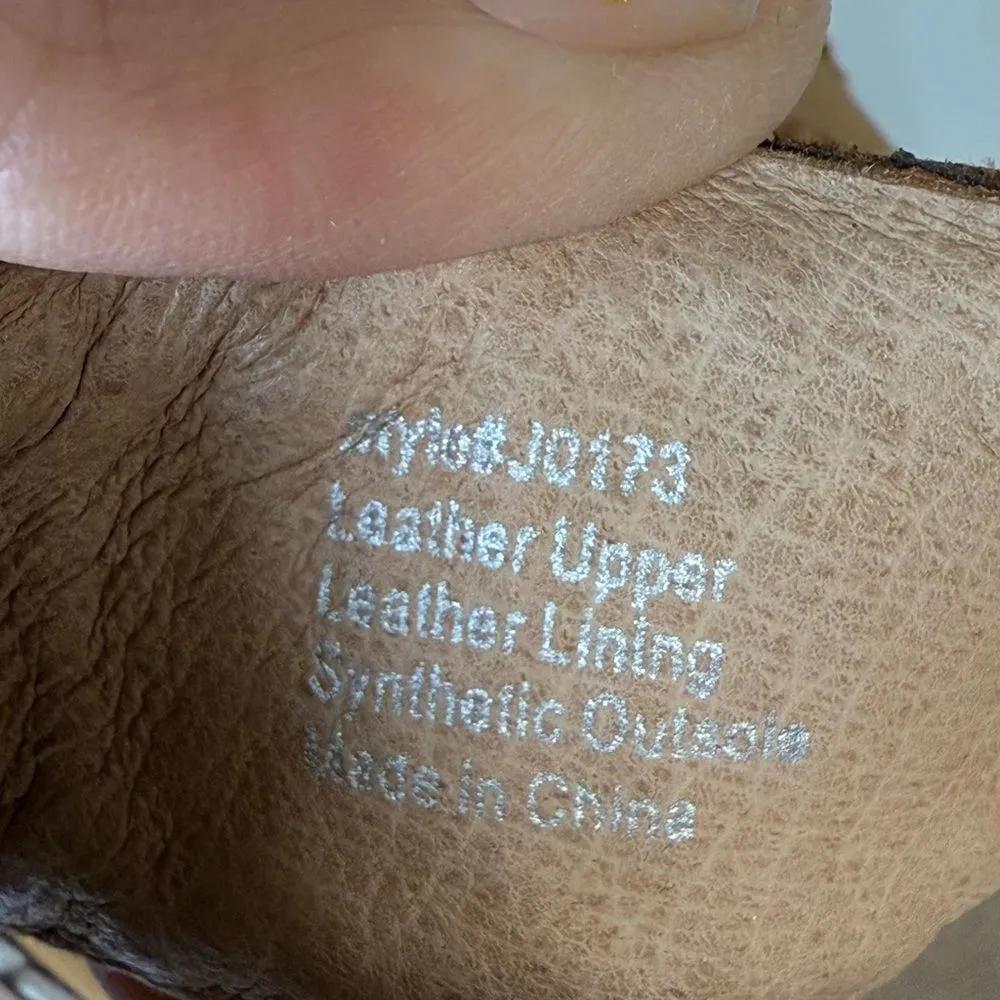 style#J0173
Leather Upper
Leather Lining
Synthetic Outsole
Made in China